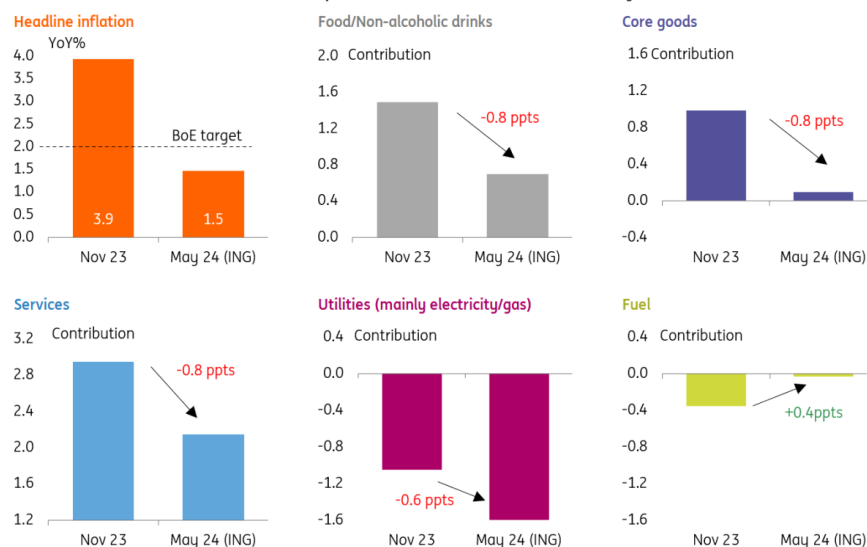 Headline inflation
YoY%
4.0
3.5
3.0
2.5
2.0
1.5
1.0
0.5
0.0
BoE target
3.9
1.5
Nov 23
May 24 (ING)
Food/Non-alcoholic drinks
2.0 Contribution
1.6
1.2
0.8
0.4
0.0
-0.8 ppts
Nov 23
May 24 (ING)
Core goods
1.6 Contribution
1.2
0.8
0.4
0.0
-0.4
-0.8 ppts
Nov 23
May 24 (ING)
Services
3.2 Contribution
2.8
2.4
2.0
1.6
1.2
-0.8 ppts
Nov 23
May 24 (ING)
Utilities (mainly electricity/gas)
0.4 Contribution
0.0
-0.4
-0.8
-1.2
-1.6
-0.6 ppts
Nov 23
May 24 (ING)
Fuel
0.4 Contribution
0.0
-0.4
-0.8
-1.2
-1.6
+0.4ppts
Nov 23
May 24 (ING)